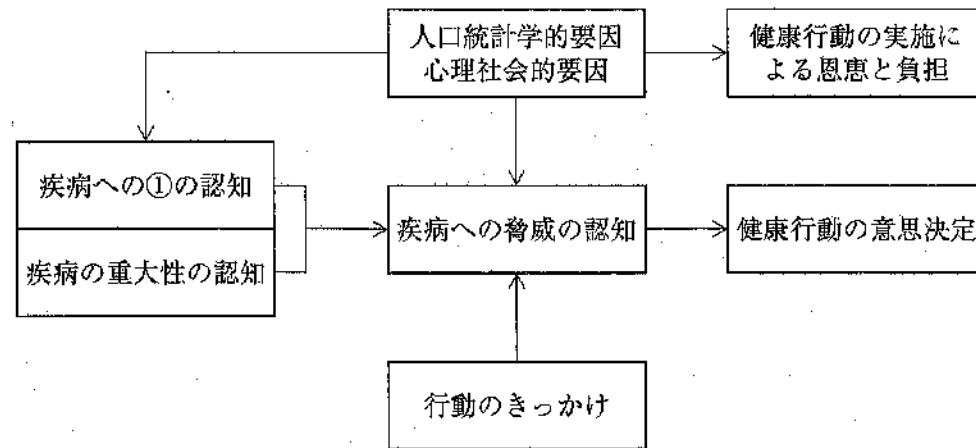 人口統計学的要因
心理社会的要因
健康行動の実施に
よる恩恵と負担
疾病への①の認知
疾病の重大性の認知
疾病への脅威の認知
健康行動の意思決定
行動のきっかけ